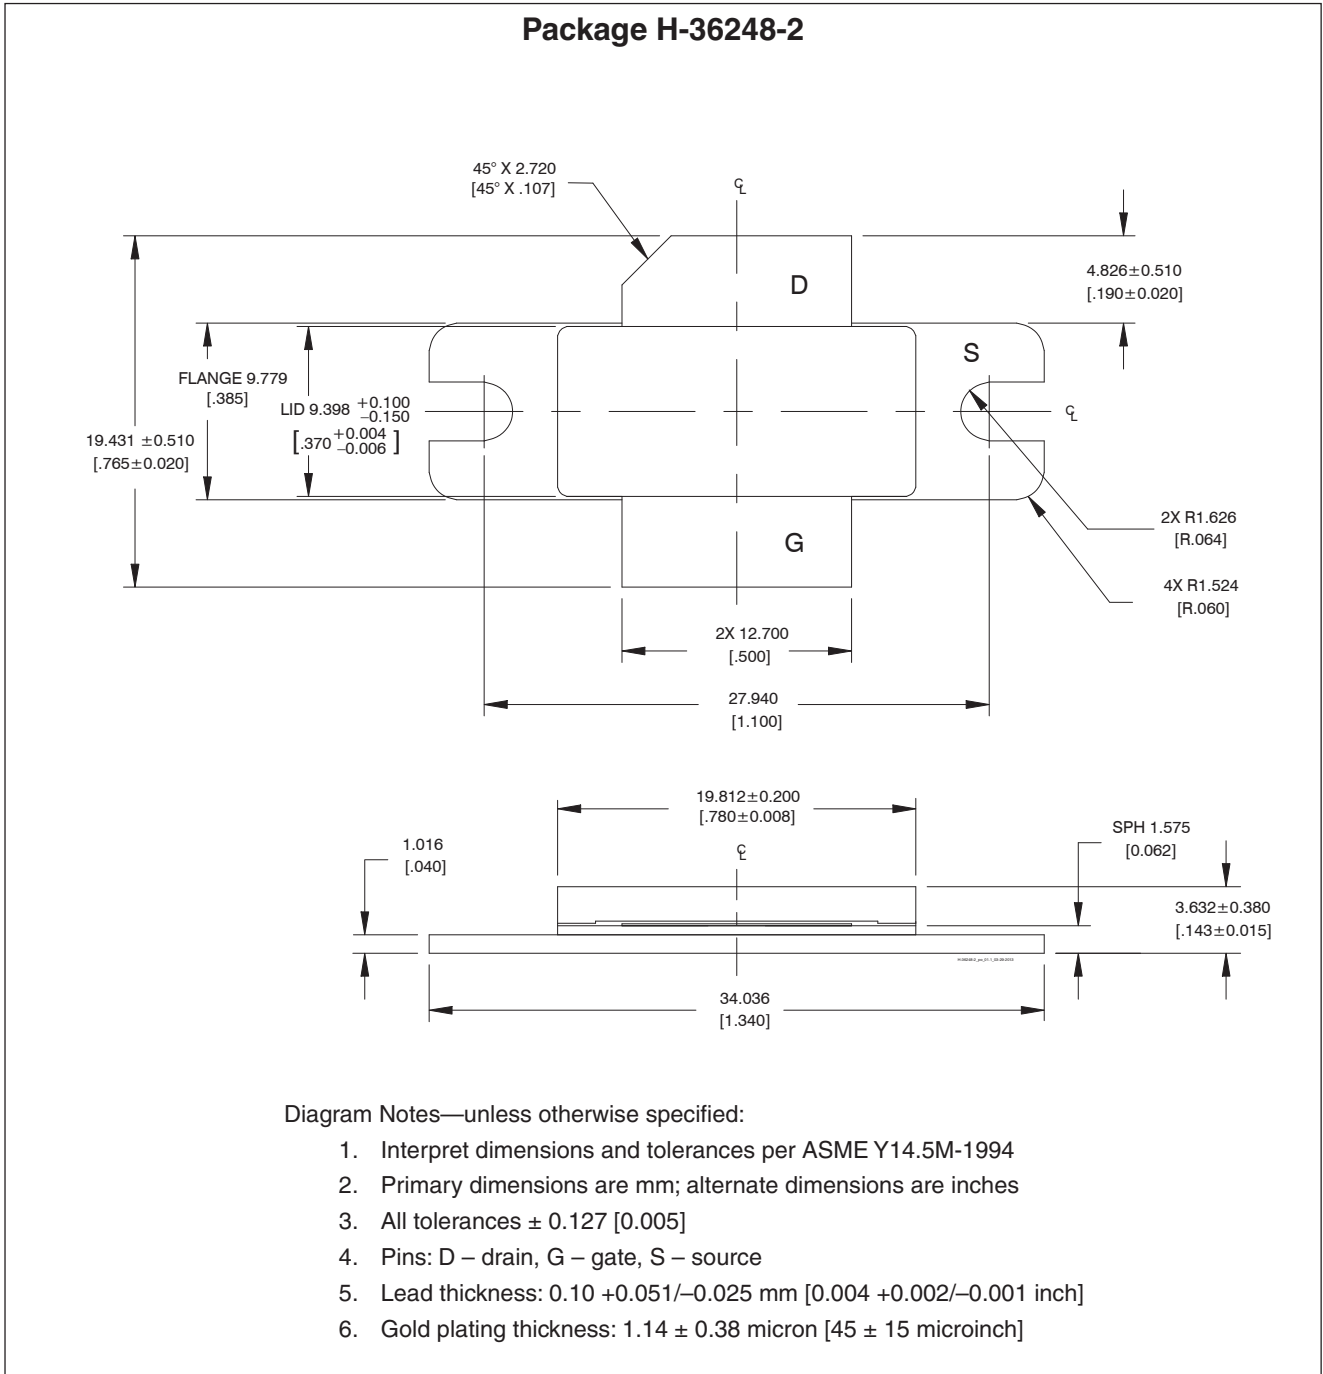 Package H-36248-2
45° X 2.720
[45° X .107]
℄
4.826±0.510
[.190±0.020]
D
S
FLANGE 9.779
[.385]
LID 9.398 +0.100
–0.150
[.370 +0.004
–0.006 ]
℄
19.431 ±0.510
[.765±0.020]
2X R1.626
[R.064]
G
4X R1.524
[R.060]
2X 12.700
[.500]
27.940
[1.100]
19.812±0.200
[.780±0.008]
SPH 1.575
[0.062]
1.016
[.040]
℄
3.632±0.380
[.143±0.015]
34.036
[1.340]
Diagram Notes—unless otherwise specified:
1. Interpret dimensions and tolerances per ASME Y14.5M-1994
2. Primary dimensions are mm; alternate dimensions are inches
3. All tolerances ± 0.127 [0.005]
4. Pins: D – drain, G – gate, S – source
5. Lead thickness: 0.10 +0.051/–0.025 mm [0.004 +0.002/–0.001 inch]
6. Gold plating thickness: 1.14 ± 0.38 micron [45 ± 15 microinch]